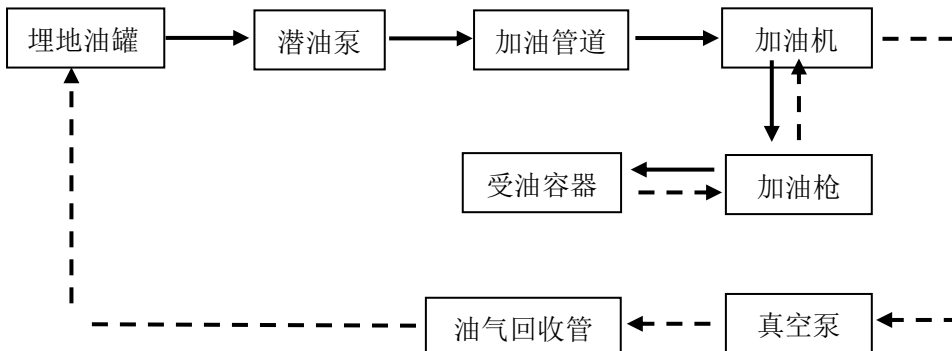 埋地油罐
潜油泵
加油管道
加油机
受油容器
加油枪
油气回收管
真空泵